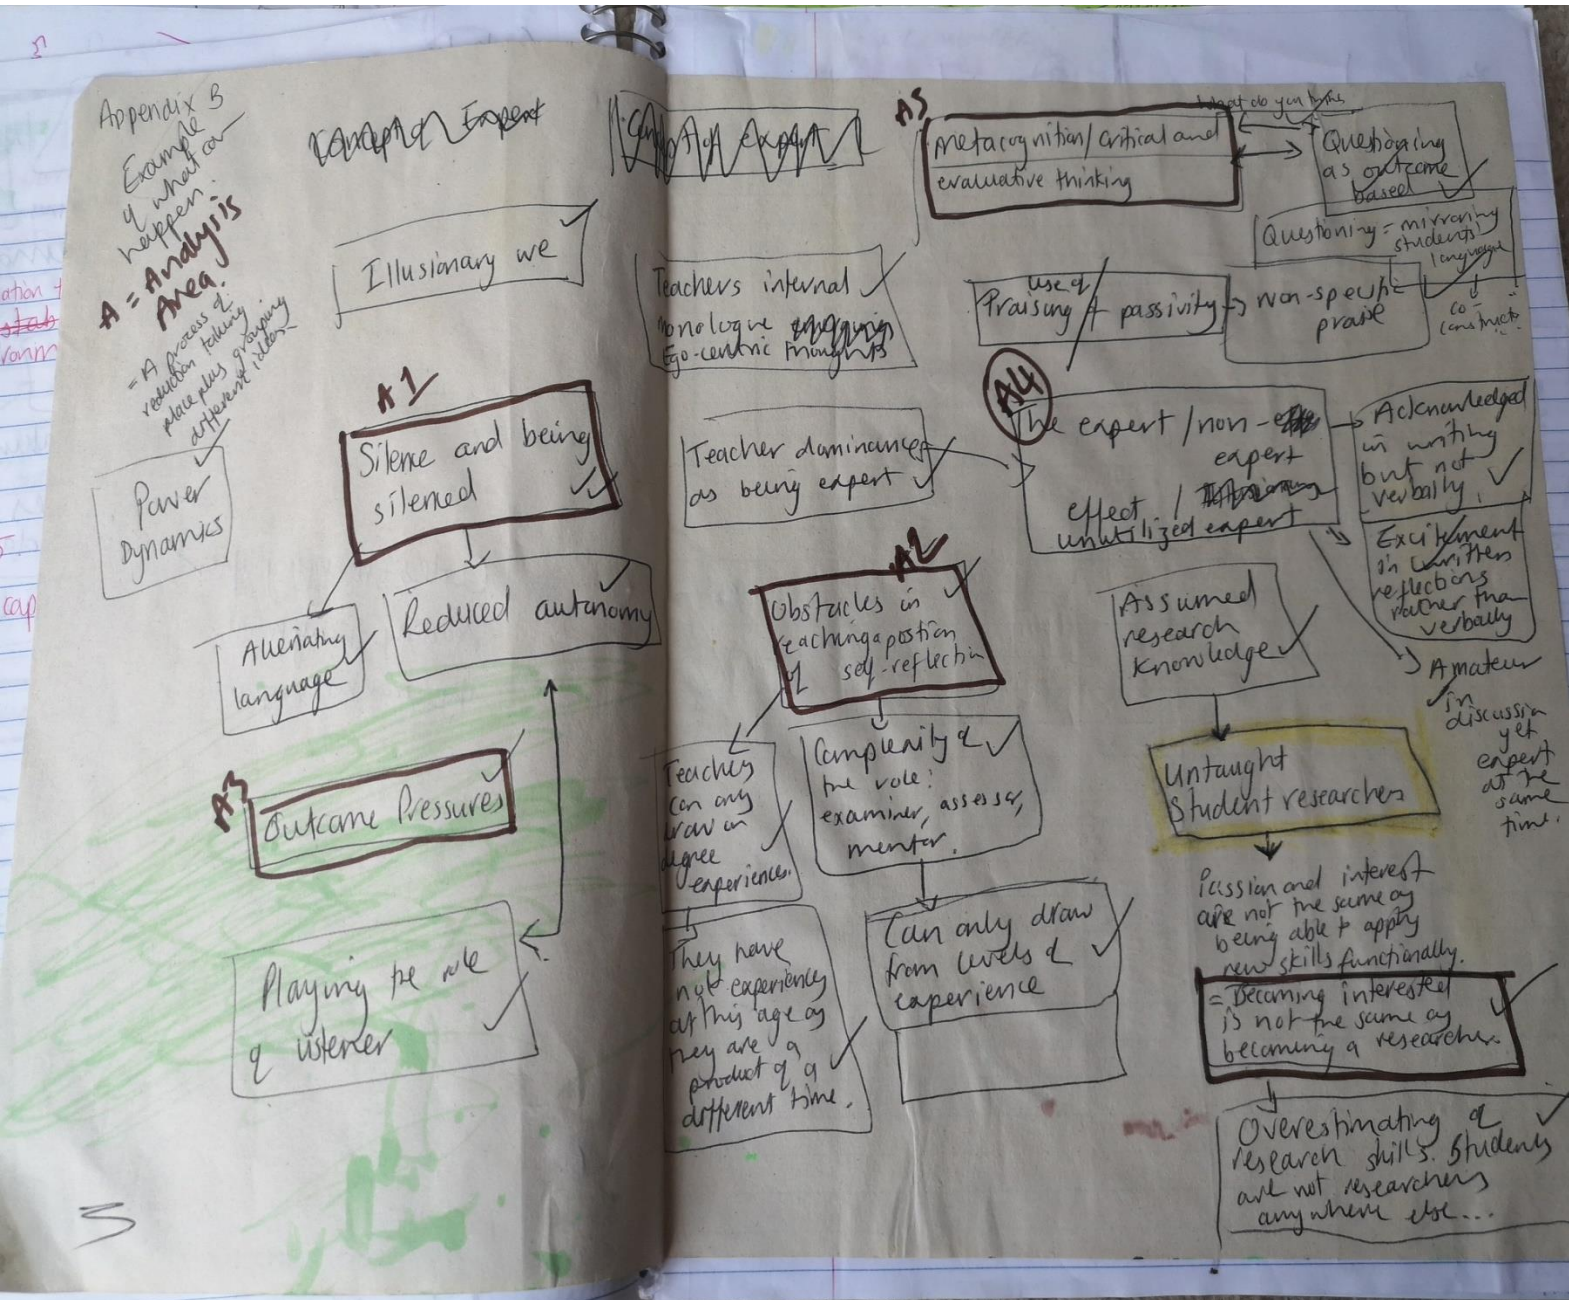 Appendix B
Example
of what can
happen.
A = Analysis
Area.
= A process of
reduction taking
place plus grouping
different ideas
Power
Dynamics
Illusionary we
A1
Silence and being
silenced
Alienating
language
Reduced autonomy
A3
Outcome Pressures
Playing the role
of listener
Teachers internal
monologue
Ego-centric thoughts
Teacher dominance
as being expert
A2
Obstacles in
reaching a position
of self-reflection
Teachers
can only
draw on
degree
experiences.
They have
not experiences
at this age as
they are a
product of a
different time.
Complexity of
the role:
examiner, assessor,
mentor.
Can only draw
from levels of
experience
A5
Metacognition/critical and
evaluative thinking
What do you
Questioning
as outcome
based
Questioning = mirroring
students'
language
co
constructi
use of
Praising + passivity
non-specific
praise
A4
The expert / non-
expert
effect /
unutilized expert
Acknowledged
in writing
but not
verbally.
Excitement
in written
reflections
rather than
verbally
Amateur
in
discussion
yet
expert
at the
same
time.
Assumed
research
knowledge
Untaught
Student researchers
Passion and interest
are not the same as
being able to apply
new skills functionally.
= Becoming interested
is not the same as
becoming a researcher.
Overestimating of
research skills. Students
are not researchers
anywhere else...